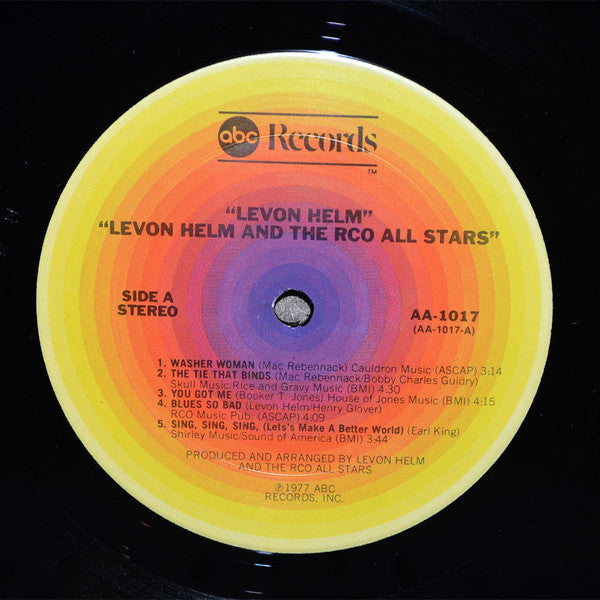 abc Records
TM
"LEVON HELM"
"LEVON HELM AND THE RCO ALL STARS"
SIDE A
STEREO
AA-1017
(AA-1017-A)
1. WASHER WOMAN (Mac Rebennack) Cauldron Music (ASCAP) 3:14
2. THE TIE THAT BINDS (Mac Rebennack/Bobby Charles Guidry)
Skull Music/Rice and Gravy Music (BMI) 4:30
3. YOU GOT ME (Booker T. Jones) House of Jones Music (BMI) 4:15
4. BLUES SO BAD (Levon Helm/Henry Glover)
RCO Music Pub. (ASCAP) 4:09
5. SING, SING, SING, (Lets's Make A Better World) (Earl King)
Shirley Music/Sound of America (BMI) 3:44
PRODUCED AND ARRANGED BY LEVON HELM
AND THE RCO ALL STARS
℗1977 ABC
RECORDS, INC.